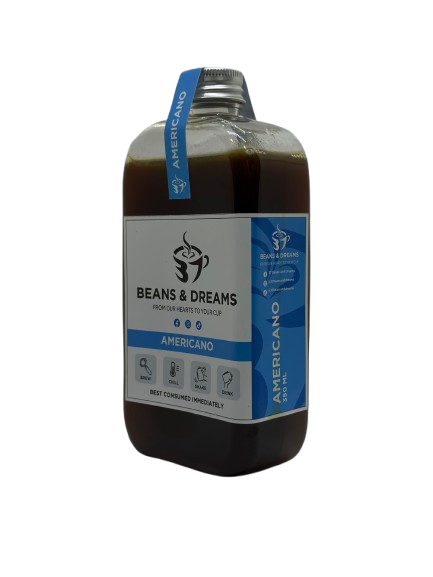 AMERICANO
BEANS & DREAMS
FROM OUR HEARTS TO YOUR CUP
AMERICANO
BREW
CHILL
SHAKE
DRINK
BEST CONSUMED IMMEDIATELY
BEANS & DREAMS
AMERICANO
350 ML